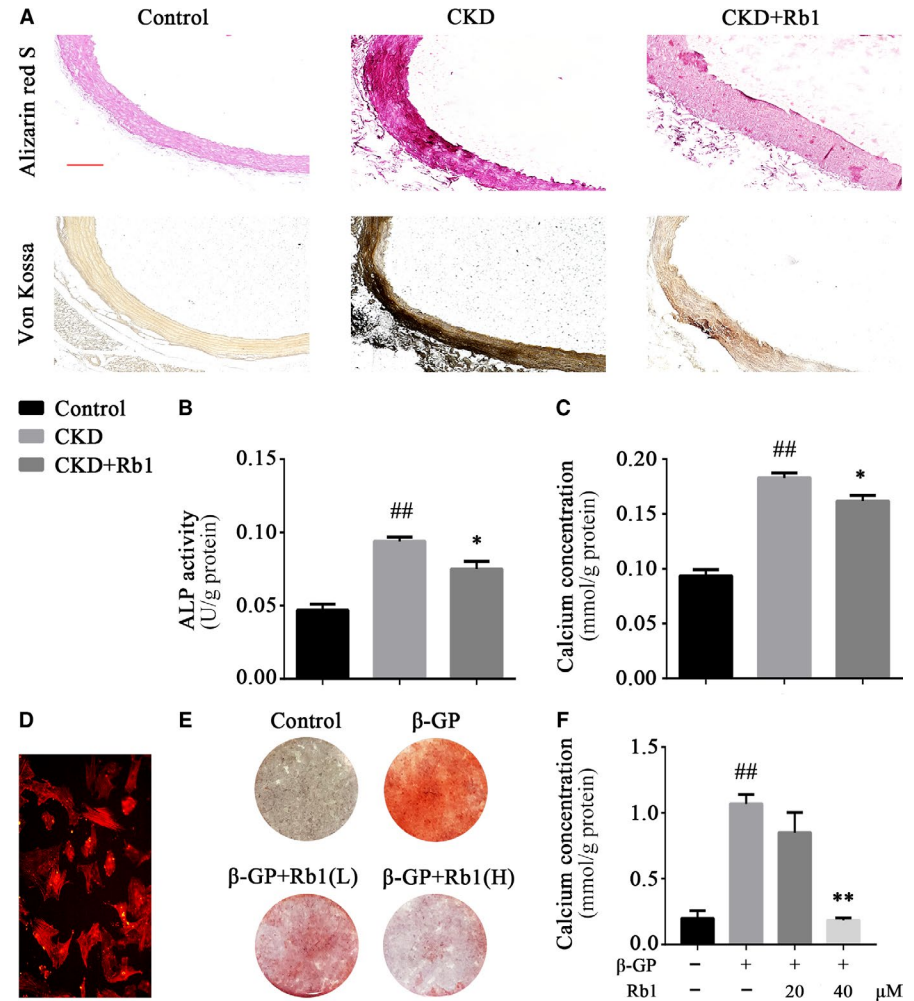 A
Control
CKD
CKD+Rb1
Alizarin red S
Von Kossa
Control
CKD
CKD+Rb1
B
ALP activity
(U/g protein)
0.15
0.10
0.05
0.00
##
*
C
Calcium concentration
(mmol/g protein)
0.20
0.15
0.10
0.05
0.00
##
*
D
E
Control
β-GP
β-GP+Rb1(L)
β-GP+Rb1(H)
F
Calcium concentration
(mmol/g protein)
1.5
1.0
0.5
0.0
##
**
β-GP − + + +
Rb1 − − 20 40 μM